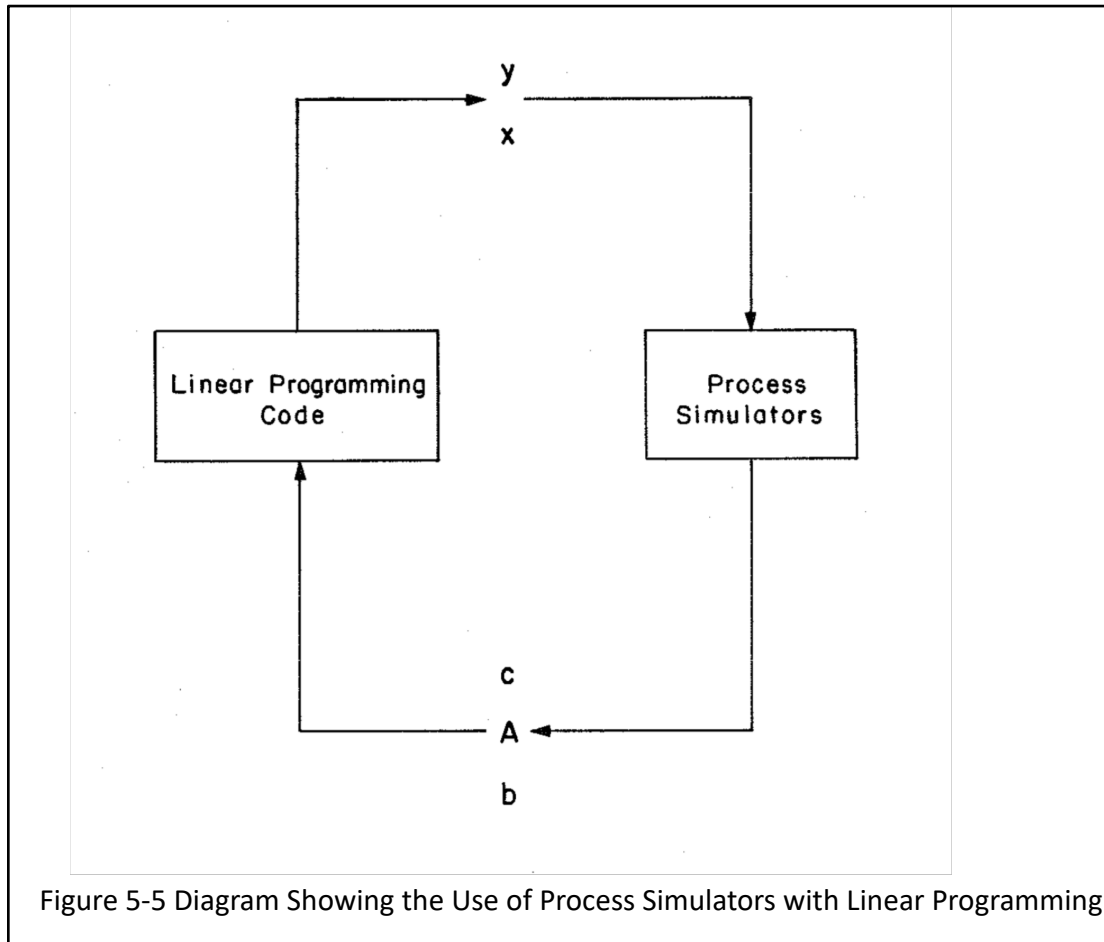 y
x
Linear Programming
Code
Process
Simulators
c
A
b
Figure 5-5 Diagram Showing the Use of Process Simulators with Linear Programming